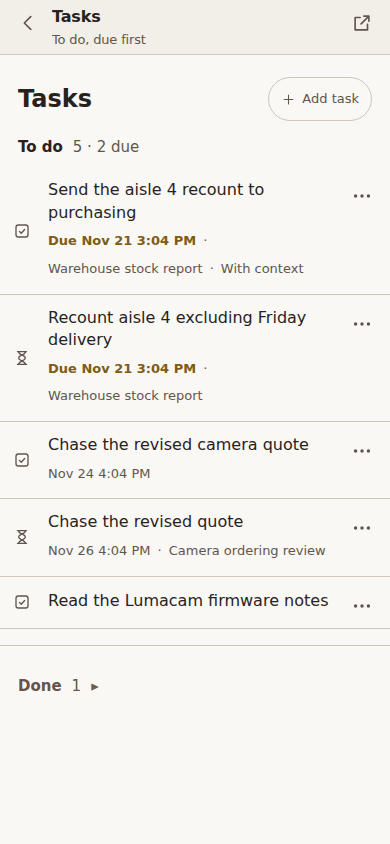 Tasks
To do, due first
Tasks
Add task
To do 5 · 2 due
Send the aisle 4 recount to
purchasing
Due Nov 21 3:04 PM ·
Warehouse stock report · With context
Recount aisle 4 excluding Friday
delivery
Due Nov 21 3:04 PM ·
Warehouse stock report
Chase the revised camera quote
Nov 24 4:04 PM
Chase the revised quote
Nov 26 4:04 PM · Camera ordering review
Read the Lumacam firmware notes
Done 1 ▸